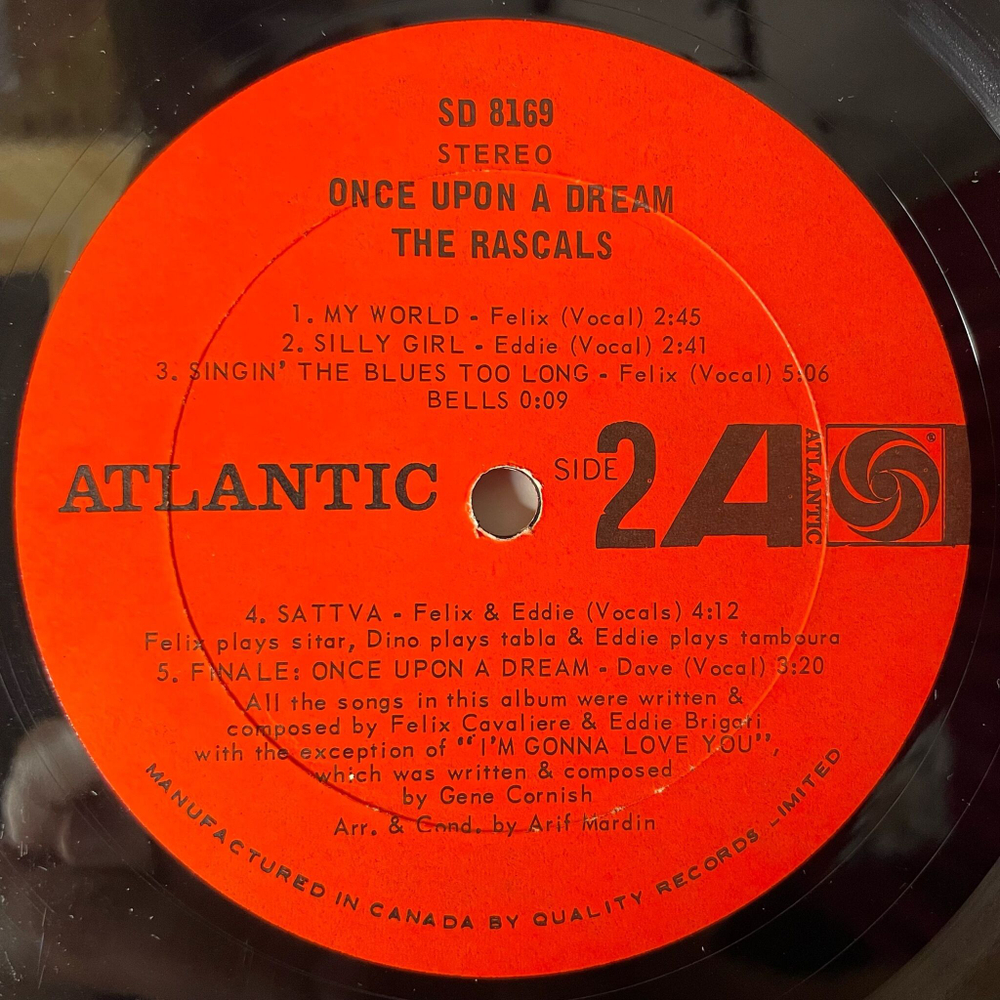 SD 8169
STEREO
ONCE UPON A DREAM
THE RASCALS
1. MY WORLD - Felix (Vocal) 2:45
2. SILLY GIRL - Eddie (Vocal) 2:41
3. SINGIN' THE BLUES TOO LONG - Felix (Vocal) 5:06
BELLS 0:09
ATLANTIC
SIDE 2
A ATLANTIC ®
4. SATTVA - Felix & Eddie (Vocals) 4:12
Felix plays sitar, Dino plays tabla & Eddie plays tamboura
5. FINALE: ONCE UPON A DREAM - Dave (Vocal) 3:20
All the songs in this album were written &
composed by Felix Cavaliere & Eddie Brigati
with the exception of "I'M GONNA LOVE YOU",
which was written & composed
by Gene Cornish
Arr. & Cond. by Arif Mardin
MANUFACTURED IN CANADA BY QUALITY RECORDS LIMITED